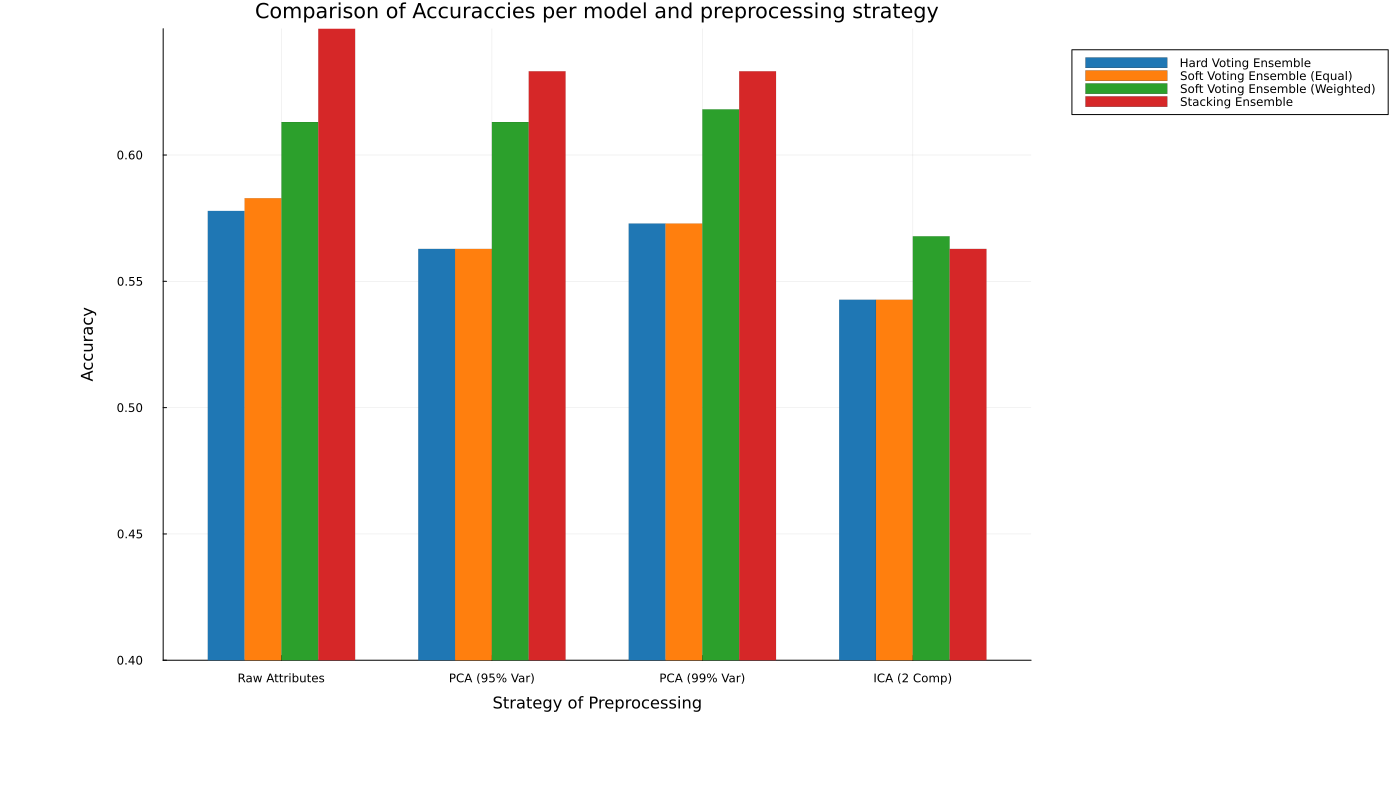 Comparison of Accuraccies per model and preprocessing strategy
Hard Voting Ensemble
Soft Voting Ensemble (Equal)
Soft Voting Ensemble (Weighted)
Stacking Ensemble
0.60
0.55
0.50
0.45
0.40
Accuracy
Raw Attributes
PCA (95% Var)
PCA (99% Var)
ICA (2 Comp)
Strategy of Preprocessing